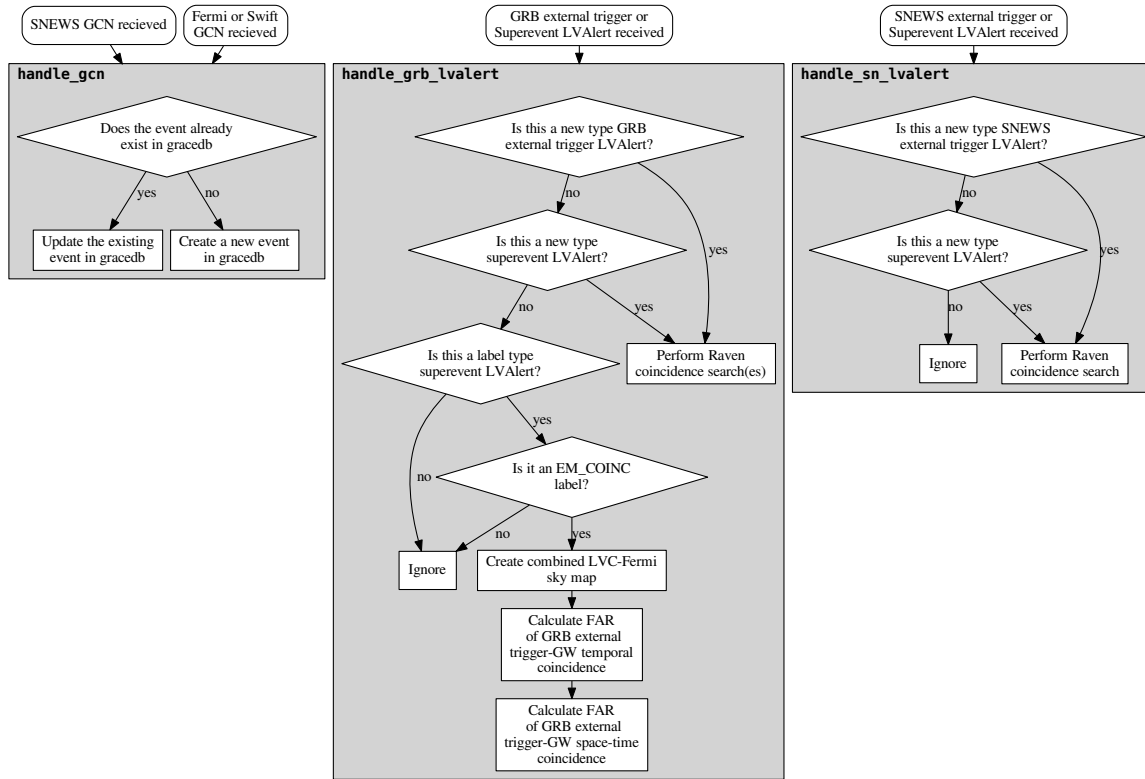 SNEWS GCN recieved
Fermi or Swift
GCN recieved
handle_gcn
Does the event already
exist in gracedb
yes
no
Update the existing
event in gracedb
Create a new event
in gracedb
GRB external trigger or
Superevent LVAlert received
handle_grb_lvalert
Is this a new type GRB
external trigger LVAlert?
no
yes
Is this a new type
superevent LVAlert?
no
yes
Is this a label type
superevent LVAlert?
Perform Raven
coincidence search(es)
yes
no
Is it an EM_COINC
label?
no
yes
Ignore
Create combined LVC-Fermi
sky map
Calculate FAR
of GRB external
trigger-GW temporal
coincidence
Calculate FAR
of GRB external
trigger-GW space-time
coincidence
SNEWS external trigger or
Superevent LVAlert received
handle_sn_lvalert
Is this a new type SNEWS
external trigger LVAlert?
no
yes
Is this a new type
superevent LVAlert?
no
yes
Ignore
Perform Raven
coincidence search